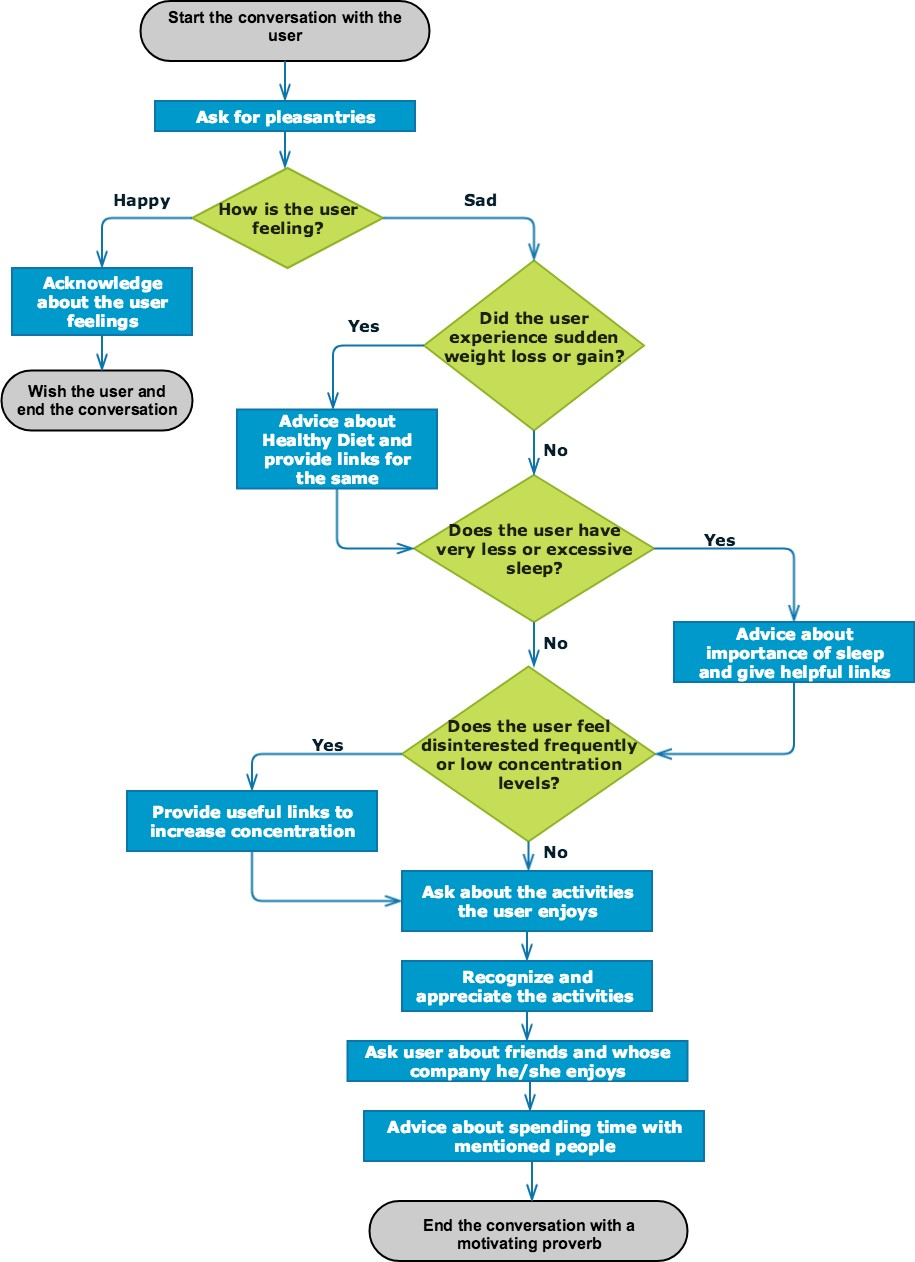 Start the conversation with the
user
Ask for pleasantries
Happy
Sad
How is the user
feeling?
Acknowledge
about the user
feelings
Did the user
experience sudden
weight loss or gain?
Yes
Wish the user and
end the conversation
Advice about
Healthy Diet and
provide links for
the same
No
Does the user have
very less or excessive
sleep?
Yes
No
Advice about
importance of sleep
and give helpful links
Does the user feel
disinterested frequently
or low concentration
levels?
Yes
Provide useful links to
increase concentration
No
Ask about the activities
the user enjoys
Recognize and
appreciate the activities
Ask user about friends and whose
company he/she enjoys
Advice about spending time with
mentioned people
End the conversation with a
motivating proverb